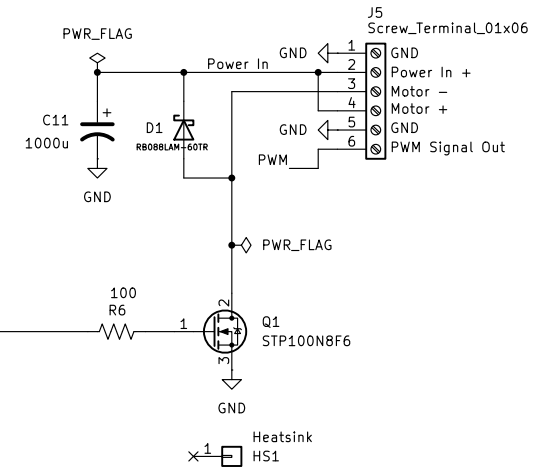 J5
Screw_Terminal_01x06
PWR_FLAG
GND 1 GND
Power In 2 Power In +
3 Motor -
4 Motor +
C11 +
1000u
D1
RB088LAM-60TR
GND 5 GND
PWM 6 PWM Signal Out
GND
PWR_FLAG
100
R6
1
2
Q1
STP100N8F6
3
GND
Heatsink
1 HS1